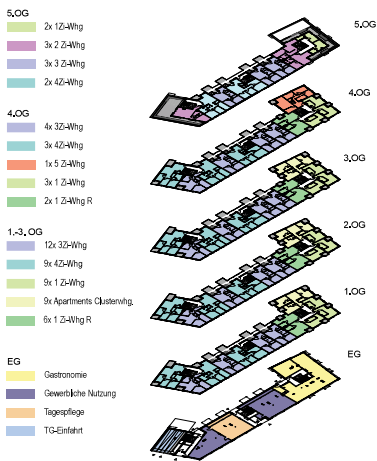 5.OG
2x 1Zi-Whg
3x 2 Zi-Whg
3x 3 Zi-Whg
2x 4Zi-Whg
4.OG
4x 3Zi-Whg
3x 4Zi-Whg
1x 5 Zi-Whg
3x 1 Zi-Whg
2x 1 Zi-Whg R
1.-3. OG
12x 3Zi-Whg
9x 4Zi-Whg
9x 1 Zi-Whg
9x Apartments Clusterwhg.
6x 1 Zi-Whg R
EG
Gastronomie
Gewerbliche Nutzung
Tagespflege
TG-Einfahrt
5.OG
4.OG
3.OG
2.OG
1.OG
EG